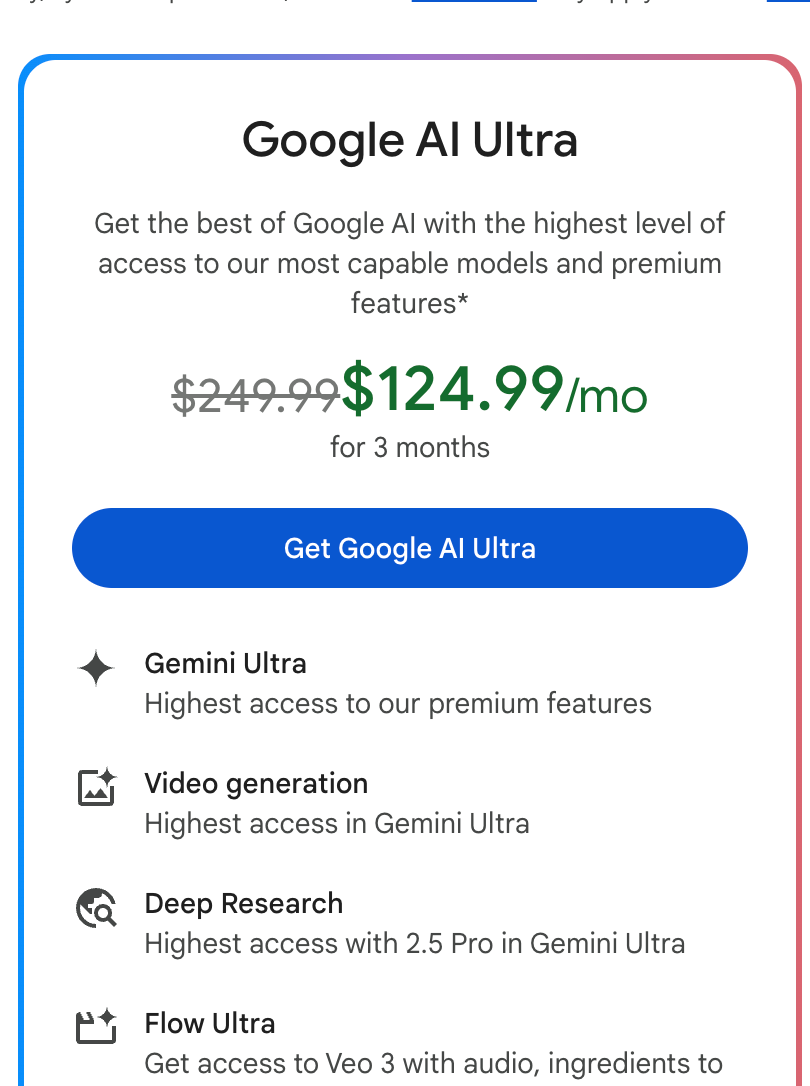 Google AI Ultra
Get the best of Google AI with the highest level of
access to our most capable models and premium
features*
$249.99 $124.99/mo
for 3 months
Get Google AI Ultra
Gemini Ultra
Highest access to our premium features
Video generation
Highest access in Gemini Ultra
Deep Research
Highest access with 2.5 Pro in Gemini Ultra
Flow Ultra
Get access to Veo 3 with audio, ingredients to